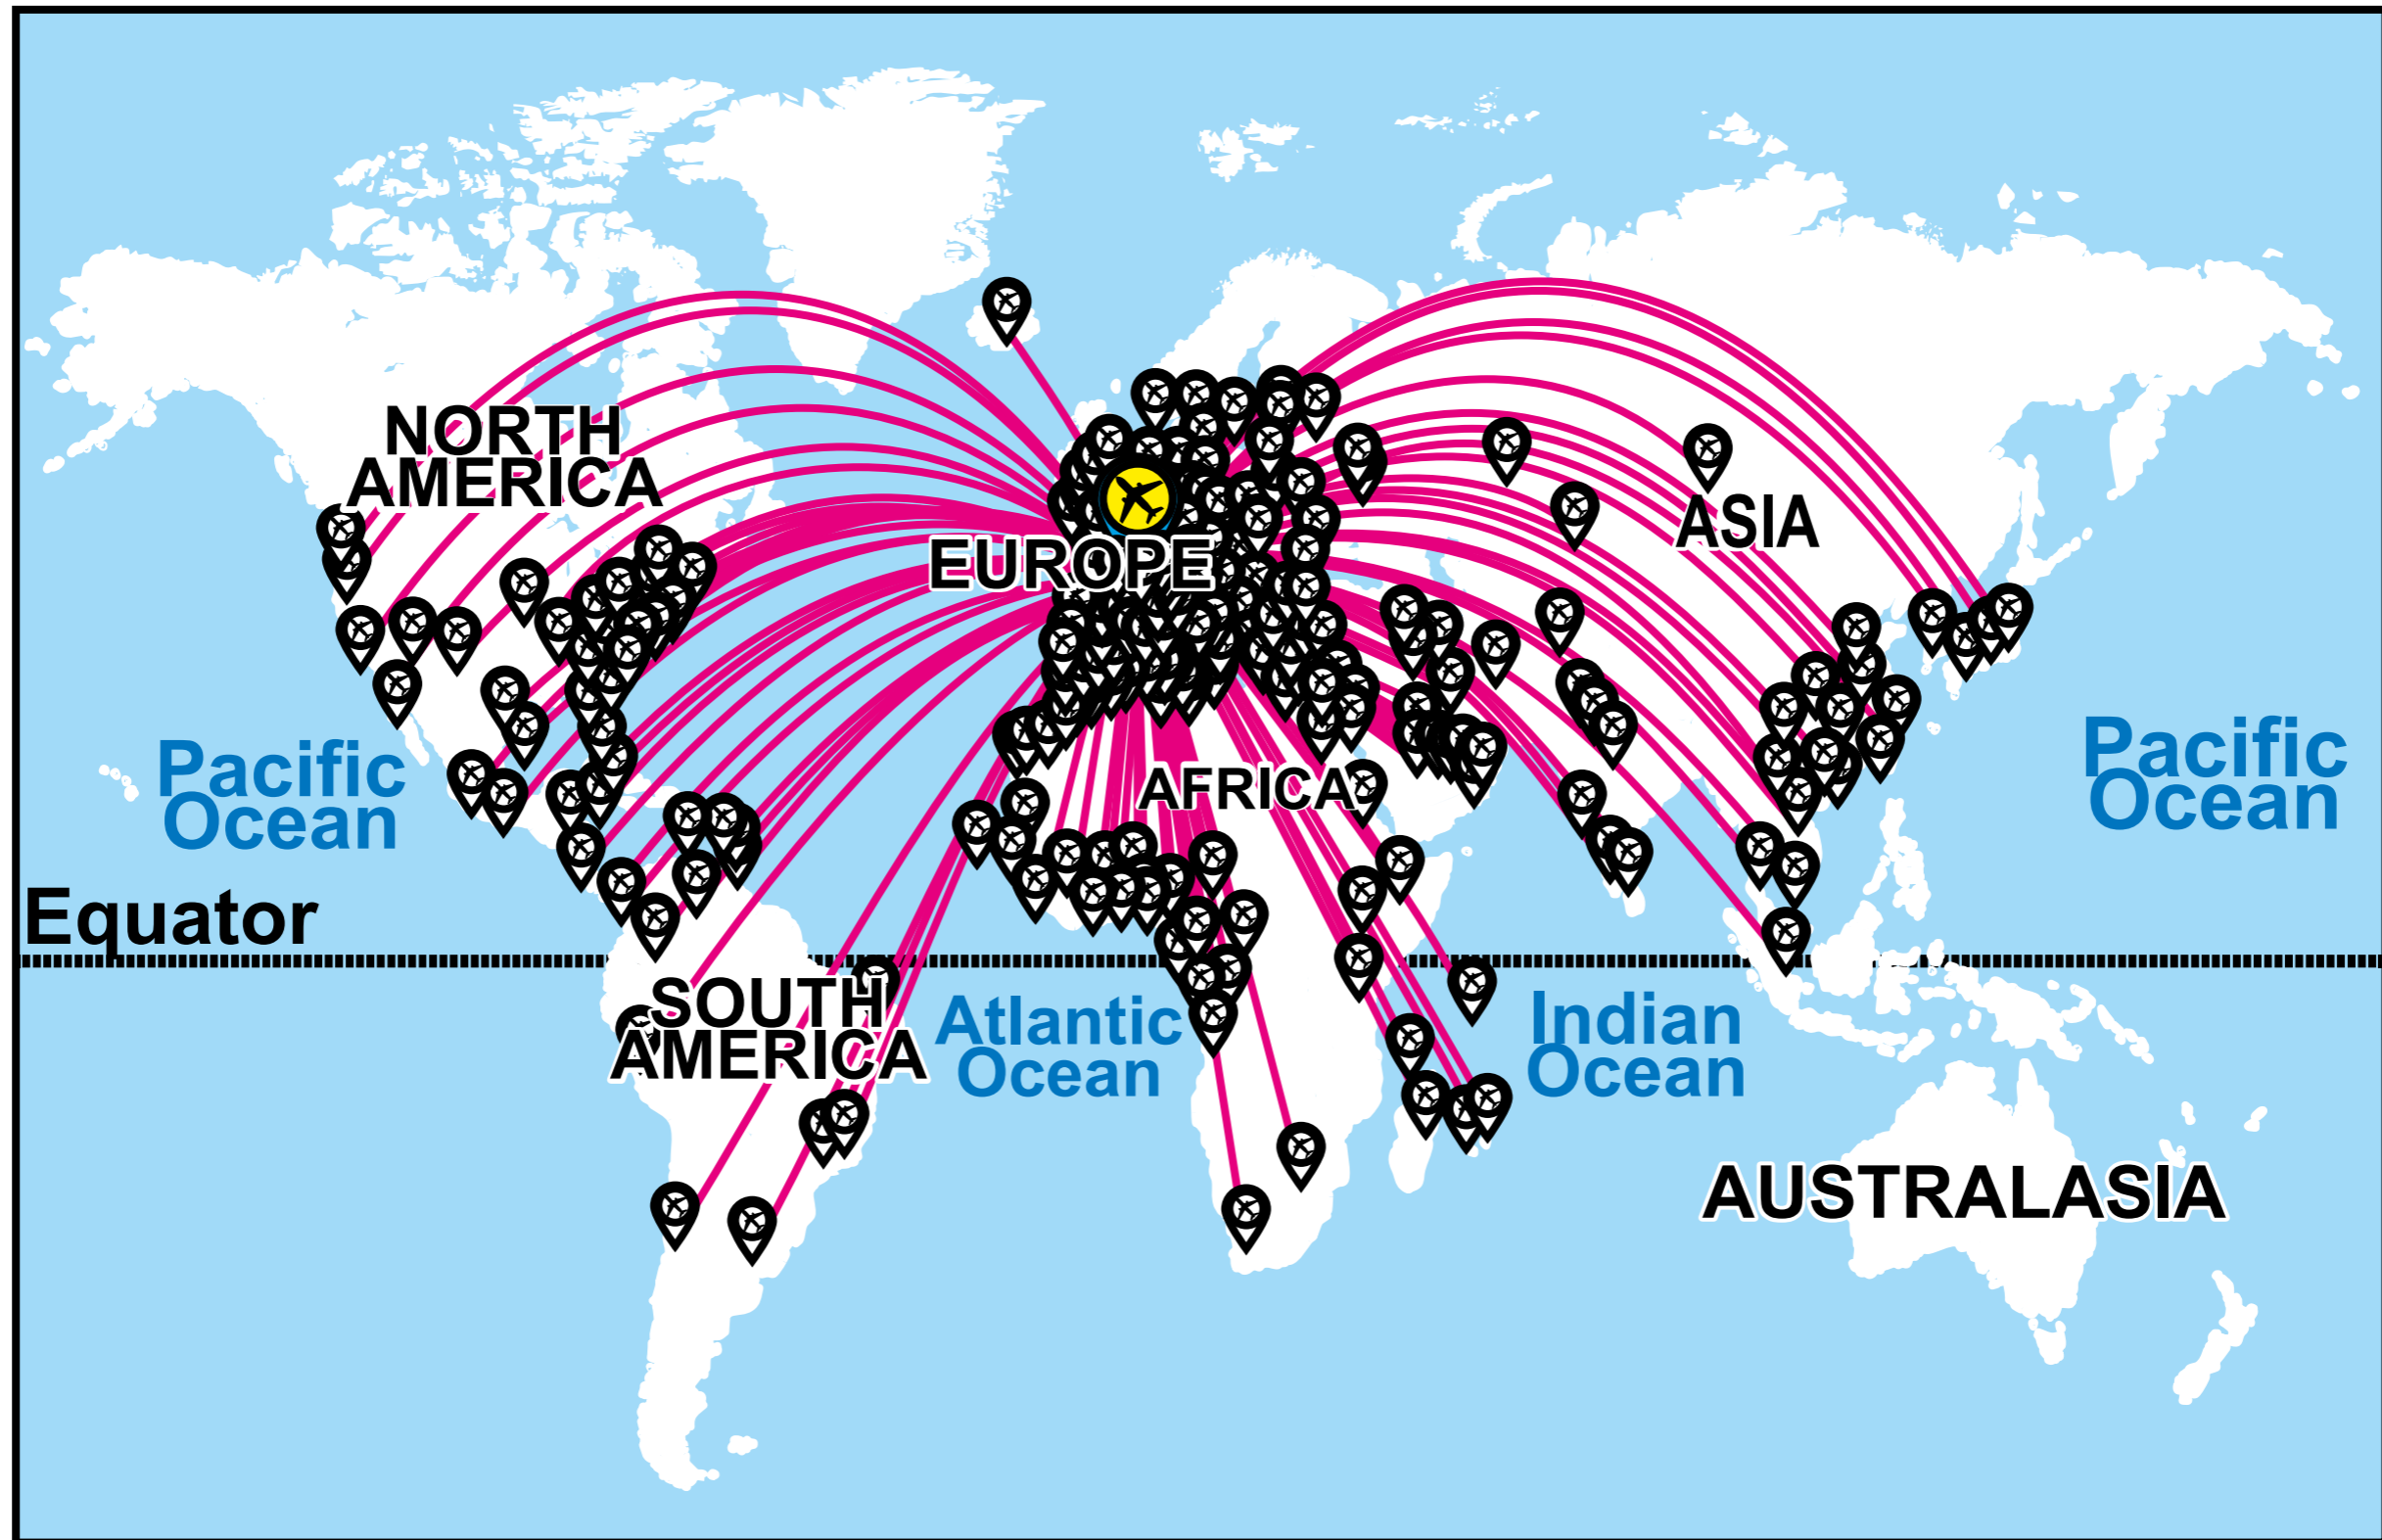 NORTH
AMERICA
ASIA
EUROPE
Pacific
Ocean
AFRICA
Pacific
Ocean
Equator
SOUTH
AMERICA
Atlantic
Ocean
Indian
Ocean
AUSTRALASIA